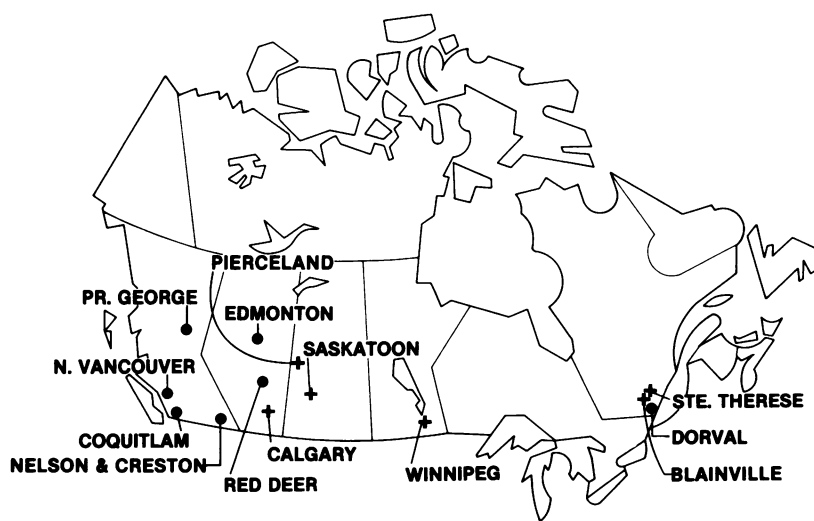 PIERCELAND
PR. GEORGE
EDMONTON
SASKATOON
N. VANCOUVER
STE. THERESE
COQUITLAM
DORVAL
CALGARY
NELSON & CRESTON
WINNIPEG
BLAINVILLE
RED DEER